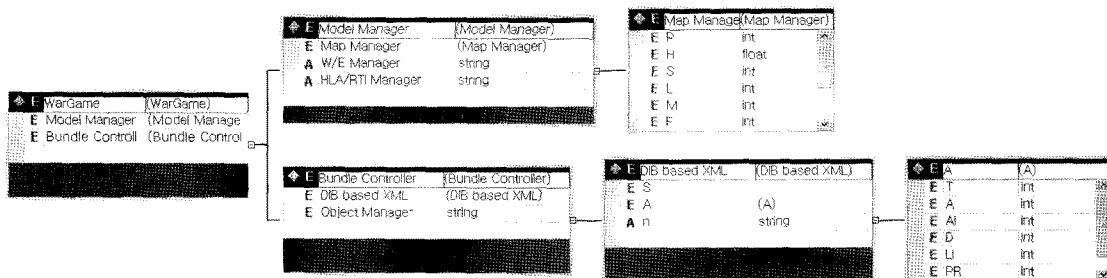 E WarGame (WarGame)
E Model Manager (Model Manage
E Bundle Controll (Bundle Control
E Model Manager (Model Manager)
E Map Manager (Map Manager)
A W/E Manager string
A HLA/RTI Manager string
E Map Manage (Map Manager)
E P int
E H float
E S int
E L int
E M int
E F int
E Bundle Controller (Bundle Controller)
E DIB based XML (DIB based XML)
E Object Manager string
E DIB based XML (DIB based XML)
E S
E A (A)
A n string
E A (A)
E T int
E A int
E AI int
E D int
E LI int
E PR int